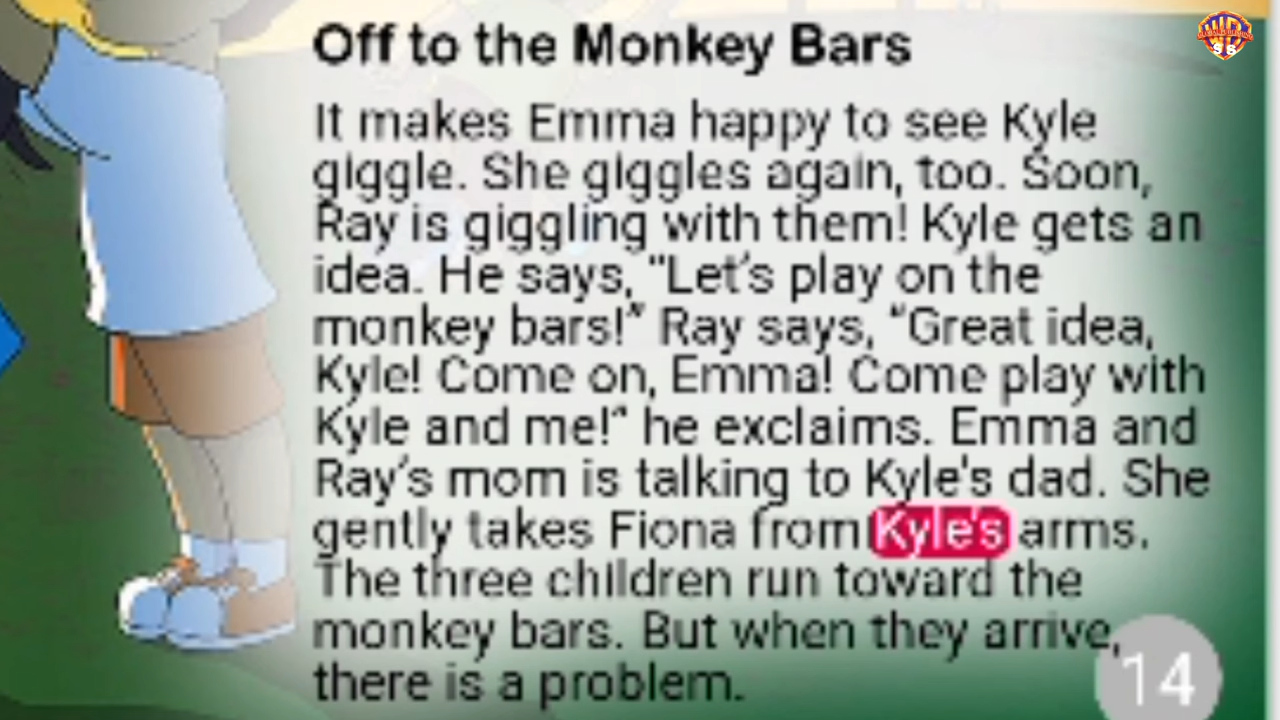 Off to the Monkey Bars
It makes Emma happy to see Kyle
giggle. She giggles again, too. Soon,
Ray is giggling with them! Kyle gets an
idea. He says, “Let’s play on the
monkey bars!” Ray says, “Great idea,
Kyle! Come on, Emma! Come play with
Kyle and me!“ he exclaims. Emma and
Ray’s mom is talking to Kyle's dad. She
gently takes Fiona from Kyle's arms.
The three children run toward the
monkey bars. But when they arrive,
there is a problem.
14